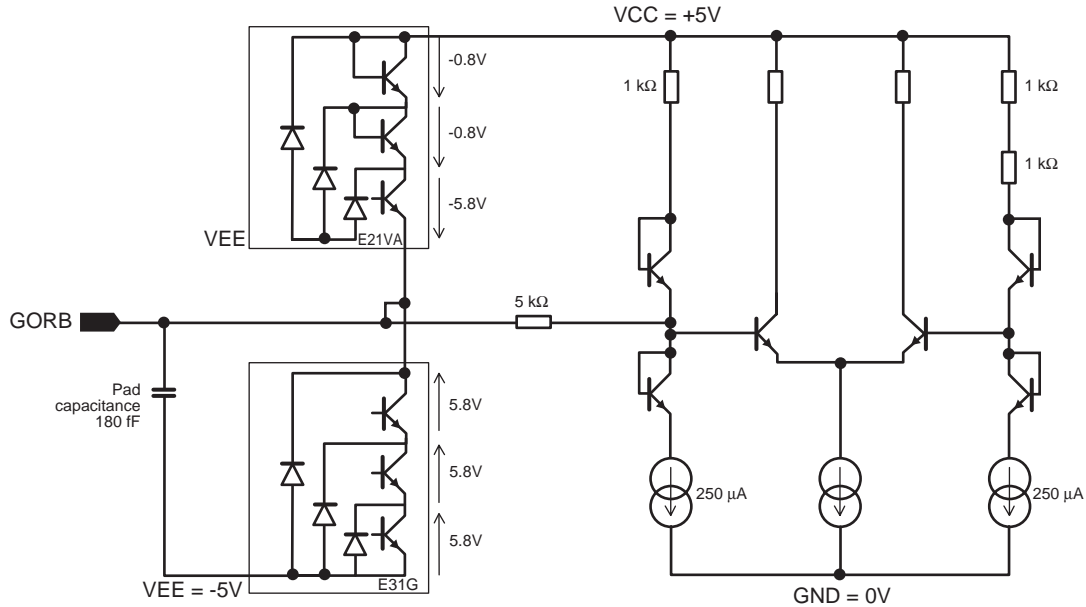 VCC = +5V
-0.8V
1 kΩ
1 kΩ
-0.8V
1 kΩ
-5.8V
VEE
E21VA
5 kΩ
GORB
Pad
capacitance
180 fF
5.8V
5.8V
250 μA
250 μA
5.8V
VEE = -5V
E31G
GND = 0V